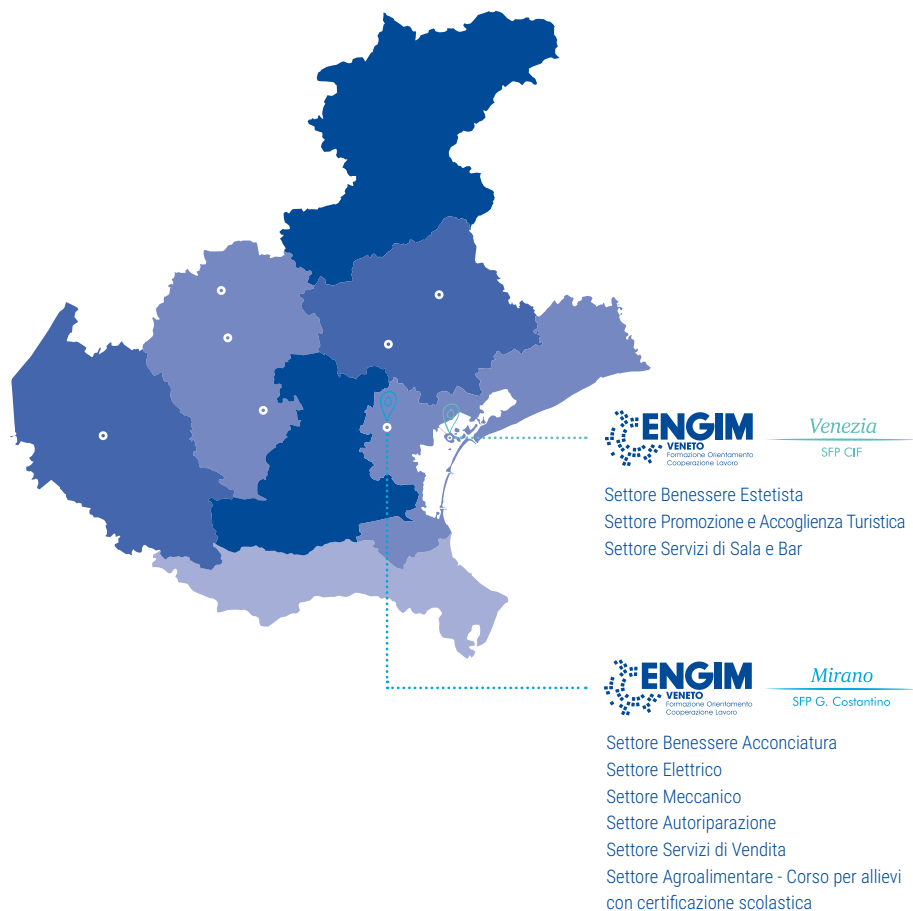 ENGIM
VENETO
Formazione Orientamento
Cooperazione Lavoro
Venezia
SFP CIF
Settore Benessere Estetista
Settore Promozione e Accoglienza Turistica
Settore Servizi di Sala e Bar
ENGIM
VENETO
Formazione Orientamento
Cooperazione Lavoro
Mirano
SFP G. Costantino
Settore Benessere Acconciatura
Settore Elettrico
Settore Meccanico
Settore Autoriparazione
Settore Servizi di Vendita
Settore Agroalimentare - Corso per allievi
con certificazione scolastica